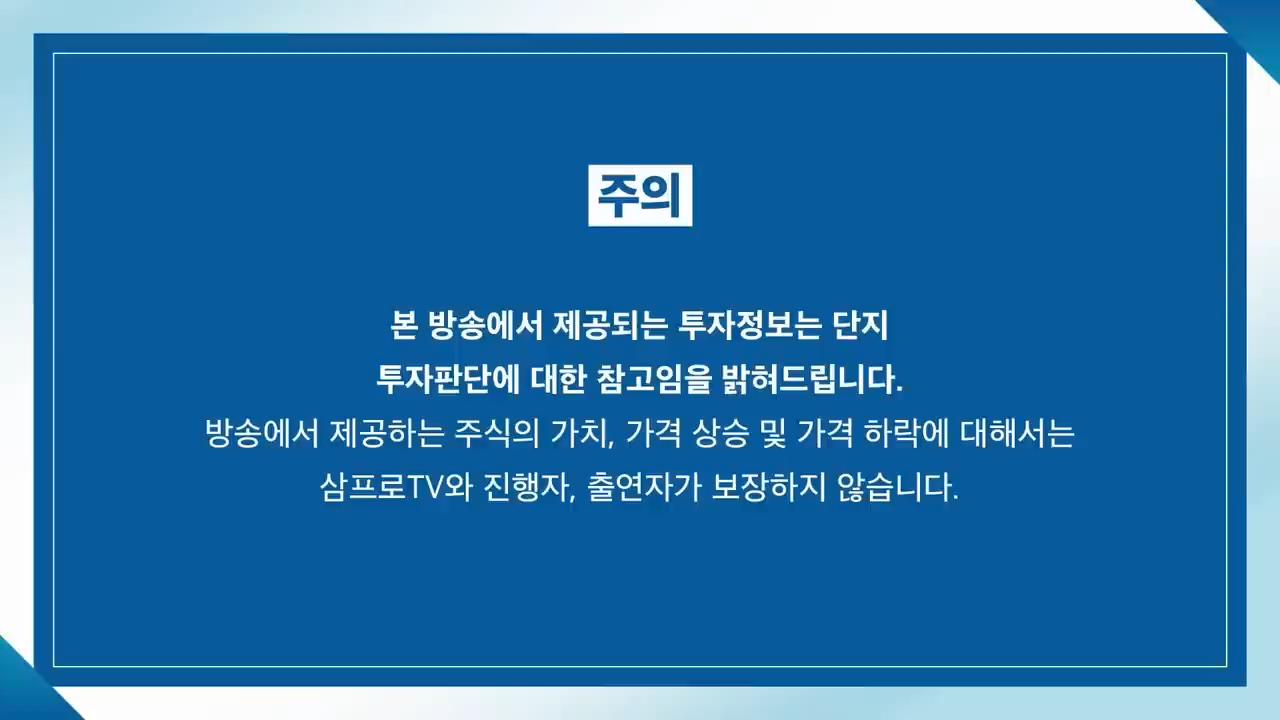 주의
본 방송에서 제공되는 투자정보는 단지
투자판단에 대한 참고임을 밝혀드립니다.
방송에서 제공하는 주식의 가치, 가격 상승 및 가격 하락에 대해서는
삼프로TV와 진행자, 출연자가 보장하지 않습니다.